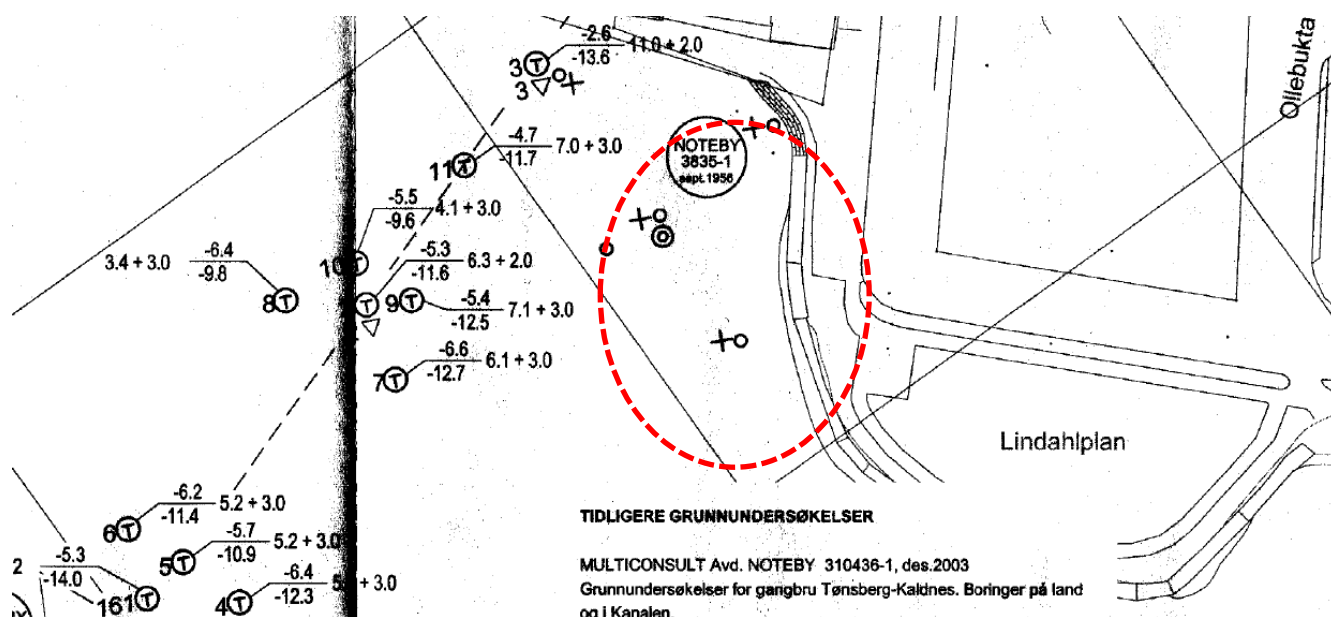 -2.6
3 T -13.6 11.0 + 2.0
3
Ollebukta
-4.7
11 T -11.7 7.0 + 3.0
NOTEBY
3835-1
sept.1956
-5.5
-9.6 4.1 + 3.0
10 T
-6.4
3.4 + 3.0 -9.8
8 T
-5.3
-11.6 6.3 + 2.0
T
9 T -5.4
-12.5 7.1 + 3.0
-6.6
7 T -12.7 6.1 + 3.0
Lindahlplan
-6.2
6 T -11.4 5.2 + 3.0
-5.7
5 T -10.9 5.2 + 3.0
2 -5.3
-14.0
161 T
-6.4
4 T -12.3 + 3.0
TIDLIGERE GRUNNUNDERSØKELSER
MULTICONSULT Avd. NOTEBY 310436-1, des.2003
Grunnundersøkelser for gangbru Tønsberg-Kaldnes. Boringer på land
og i Kanalen.